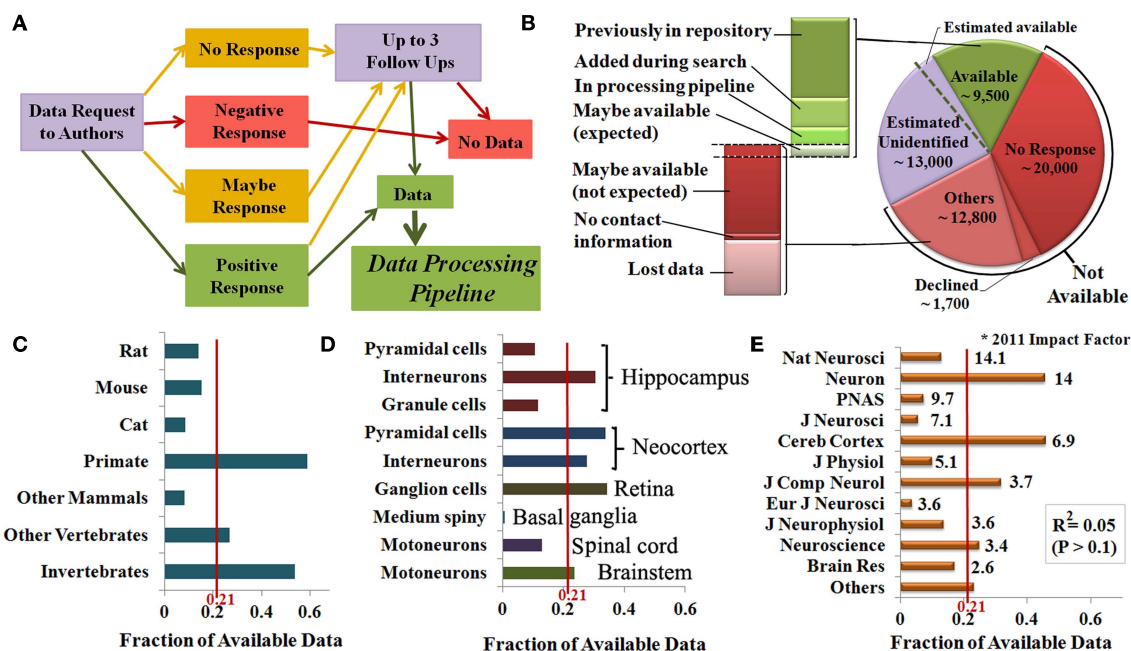 A
No Response
Up to 3
Follow Ups
Data Request
to Authors
Negative
Response
No Data
Maybe
Response
Data
Positive
Response
Data Processing
Pipeline
B
Previously in repository
Added during search
In processing pipeline
Maybe available
(expected)
Maybe available
(not expected)
No contact
information
Lost data
Estimated available
Available
~ 9,500
Estimated
Unidentified
~ 13,000
No Response
~ 20,000
Others
~ 12,800
Declined
~ 1,700
Not
Available
C
Rat
Mouse
Cat
Primate
Other Mammals
Other Vertebrates
Invertebrates
0.21
0
0.2
0.4
0.6
Fraction of Available Data
D
Pyramidal cells
Interneurons
Granule cells
Hippocampus
Pyramidal cells
Interneurons
Neocortex
Ganglion cells
Retina
Medium spiny
Basal ganglia
Motoneurons
Spinal cord
Motoneurons
Brainstem
0.21
0
0.2
0.4
0.6
Fraction of Available Data
E
* 2011 Impact Factor
Nat Neurosci 14.1
Neuron 14
PNAS 9.7
J Neurosci 7.1
Cereb Cortex 6.9
J Physiol 5.1
J Comp Neurol 3.7
Eur J Neurosci 3.6
J Neurophysiol 3.6
Neuroscience 3.4
Brain Res 2.6
Others
R²= 0.05
(P > 0.1)
0.21
0
0.2
0.4
0.6
Fraction of Available Data